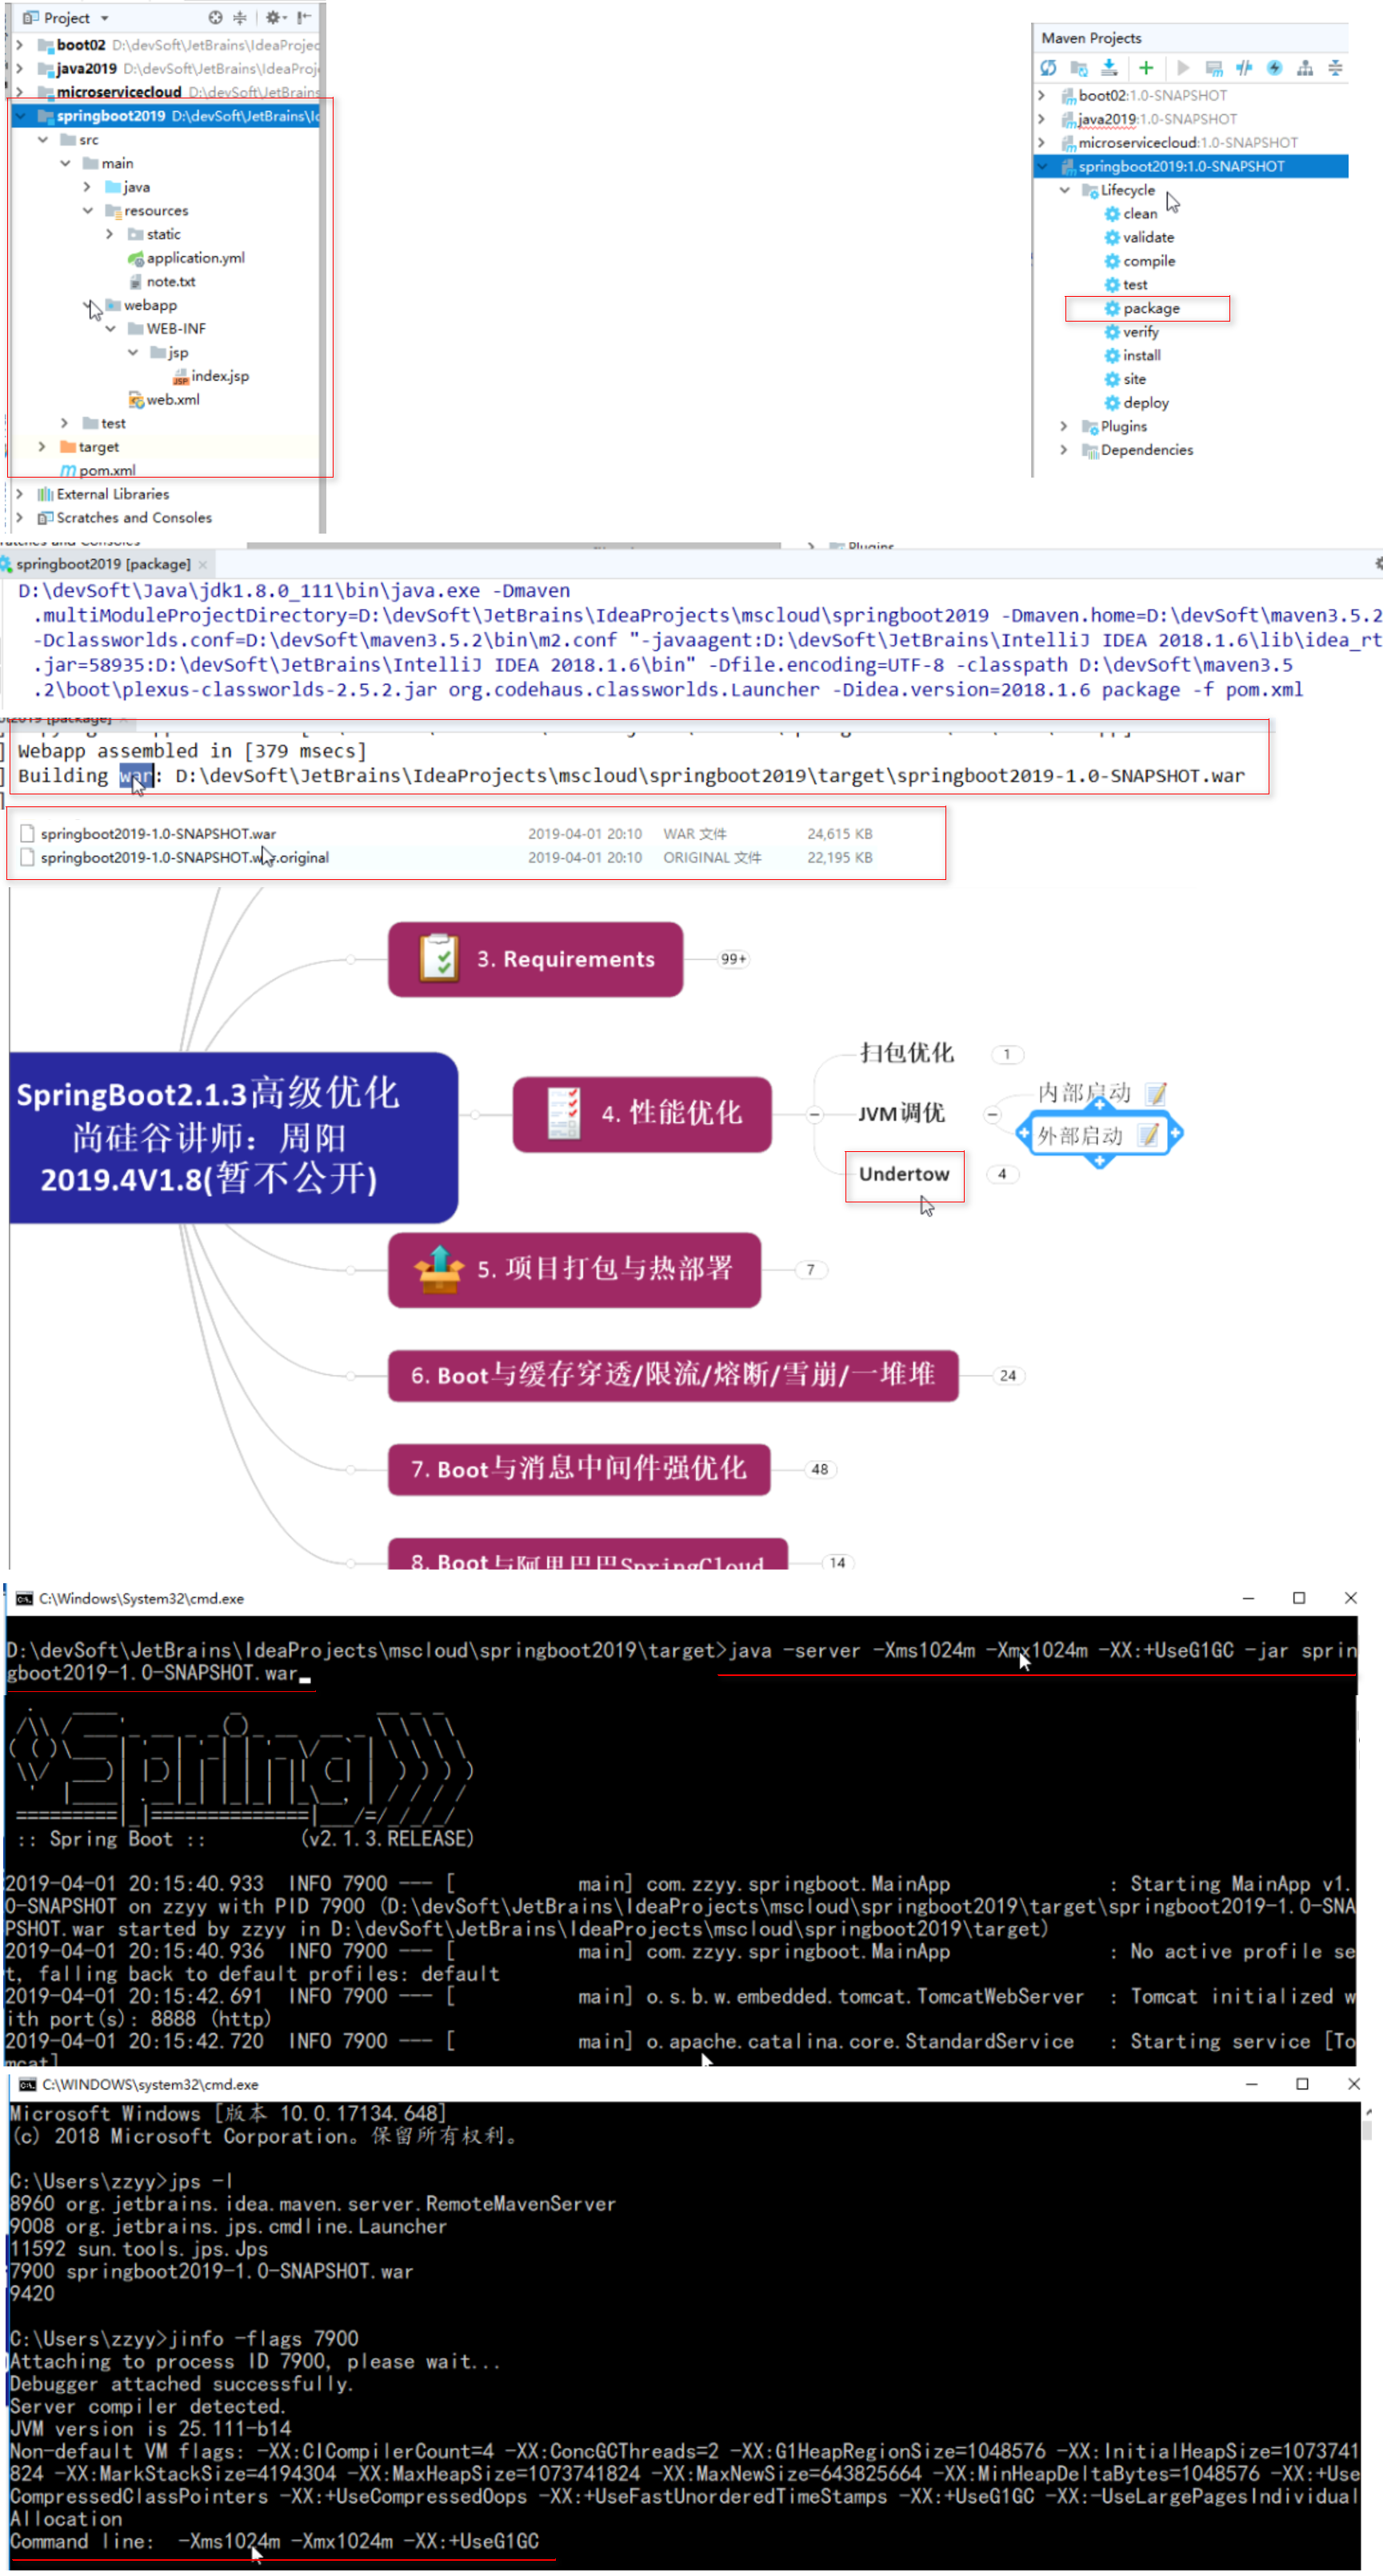 Project
boot02 D:\devSoft\JetBrains\IdeaProjec
java2019 D:\devSoft\JetBrains\IdeaProj
microservicecloud D:\devSoft\JetBrains
springboot2019 D:\devSoft\JetBrains\Id
src
main
java
resources
static
application.yml
note.txt
webapp
WEB-INF
jsp
index.jsp
web.xml
test
target
pom.xml
External Libraries
Scratches and Consoles
Maven Projects
boot02:1.0-SNAPSHOT
java2019:1.0-SNAPSHOT
microservicecloud:1.0-SNAPSHOT
springboot2019:1.0-SNAPSHOT
Lifecycle
clean
validate
compile
test
package
verify
install
site
deploy
Plugins
Dependencies
Plugins
springboot2019 [package]
D:\devSoft\Java\jdk1.8.0_111\bin\java.exe -Dmaven
.multiModuleProjectDirectory=D:\devSoft\JetBrains\IdeaProjects\mscloud\springboot2019 -Dmaven.home=D:\devSoft\maven3.5.2
-Dclassworlds.conf=D:\devSoft\maven3.5.2\bin\m2.conf "-javaagent:D:\devSoft\JetBrains\IntelliJ IDEA 2018.1.6\lib\idea_rt
.jar=58935:D:\devSoft\JetBrains\IntelliJ IDEA 2018.1.6\bin" -Dfile.encoding=UTF-8 -classpath D:\devSoft\maven3.5
.2\boot\plexus-classworlds-2.5.2.jar org.codehaus.classworlds.Launcher -Didea.version=2018.1.6 package -f pom.xml
Webapp assembled in [379 msecs]
Building war: D:\devSoft\JetBrains\IdeaProjects\mscloud\springboot2019\target\springboot2019-1.0-SNAPSHOT.war
springboot2019-1.0-SNAPSHOT.war 2019-04-01 20:10 WAR 文件 24,615 KB
springboot2019-1.0-SNAPSHOT.war.original 2019-04-01 20:10 ORIGINAL 文件 22,195 KB
3. Requirements 99+
SpringBoot2.1.3高级优化
尚硅谷讲师：周阳
2019.4V1.8(暂不公开)
4. 性能优化
扫包优化 1
JVM调优
内部启动
外部启动
Undertow 4
5. 项目打包与热部署 7
6. Boot与缓存穿透/限流/熔断/雪崩/一堆堆 24
7. Boot与消息中间件强优化 48
8. Boot与阿里巴巴SpringCloud 14
C:\Windows\System32\cmd.exe
D:\devSoft\JetBrains\IdeaProjects\mscloud\springboot2019\target>java -server -Xms1024m -Xmx1024m -XX:+UseG1GC -jar sprin
gboot2019-1.0-SNAPSHOT.war
:: Spring Boot :: (v2.1.3.RELEASE)
2019-04-01 20:15:40.933 INFO 7900 --- [ main] com.zzyy.springboot.MainApp : Starting MainApp v1.
0-SNAPSHOT on zzyy with PID 7900 (D:\devSoft\JetBrains\IdeaProjects\mscloud\springboot2019\target\springboot2019-1.0-SNA
PSHOT.war started by zzyy in D:\devSoft\JetBrains\IdeaProjects\mscloud\springboot2019\target)
2019-04-01 20:15:40.936 INFO 7900 --- [ main] com.zzyy.springboot.MainApp : No active profile se
t, falling back to default profiles: default
2019-04-01 20:15:42.691 INFO 7900 --- [ main] o.s.b.w.embedded.tomcat.TomcatWebServer : Tomcat initialized w
ith port(s): 8888 (http)
2019-04-01 20:15:42.720 INFO 7900 --- [ main] o.apache.catalina.core.StandardService : Starting service [To
mcat]
C:\WINDOWS\system32\cmd.exe
Microsoft Windows [版本 10.0.17134.648]
(c) 2018 Microsoft Corporation。保留所有权利。
C:\Users\zzyy>jps -l
8960 org.jetbrains.idea.maven.server.RemoteMavenServer
9008 org.jetbrains.jps.cmdline.Launcher
11592 sun.tools.jps.Jps
7900 springboot2019-1.0-SNAPSHOT.war
9420
C:\Users\zzyy>jinfo -flags 7900
Attaching to process ID 7900, please wait...
Debugger attached successfully.
Server compiler detected.
JVM version is 25.111-b14
Non-default VM flags: -XX:CICompilerCount=4 -XX:ConcGCThreads=2 -XX:G1HeapRegionSize=1048576 -XX:InitialHeapSize=1073741
824 -XX:MarkStackSize=4194304 -XX:MaxHeapSize=1073741824 -XX:MaxNewSize=643825664 -XX:MinHeapDeltaBytes=1048576 -XX:+Use
CompressedClassPointers -XX:+UseCompressedOops -XX:+UseFastUnorderedTimeStamps -XX:+UseG1GC -XX:-UseLargePagesIndividual
Allocation
Command line: -Xms1024m -Xmx1024m -XX:+UseG1GC